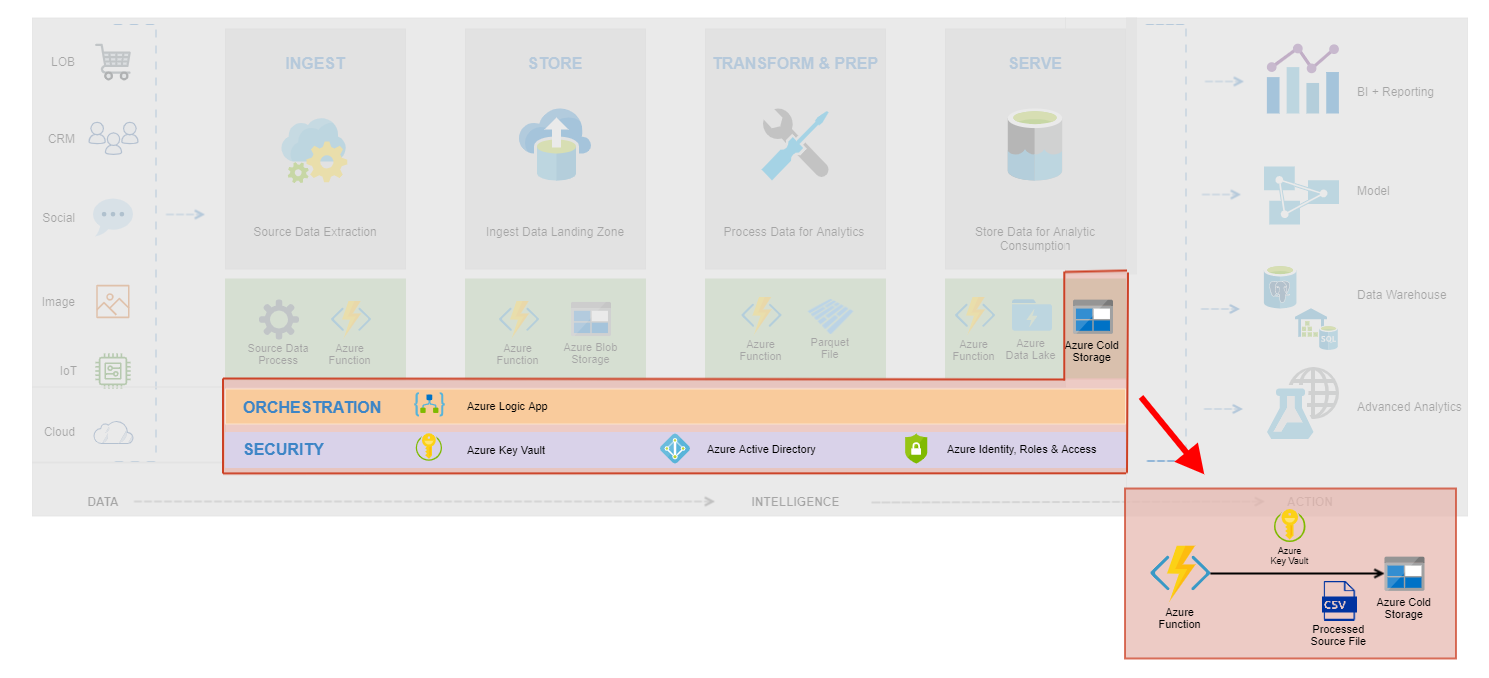 LOB
CRM
Social
Image
IoT
Cloud
INGEST
Source Data Extraction
STORE
Ingest Data Landing Zone
TRANSFORM & PREP
Process Data for Analytics
SERVE
Store Data for Analytic
Consumption
Source Data
Process
Azure
Function
Azure
Function
Azure Blob
Storage
Azure
Function
Parquet
File
Azure
Function
Azure
Data Lake
Azure Cold
Storage
ORCHESTRATION
Azure Logic App
SECURITY
Azure Key Vault
Azure Active Directory
Azure Identity, Roles & Access
BI + Reporting
Model
Data Warehouse
SQL
Advanced Analytics
DATA
INTELLIGENCE
ACTION
Azure
Key Vault
Azure
Function
CSV
Processed
Source File
Azure Cold
Storage